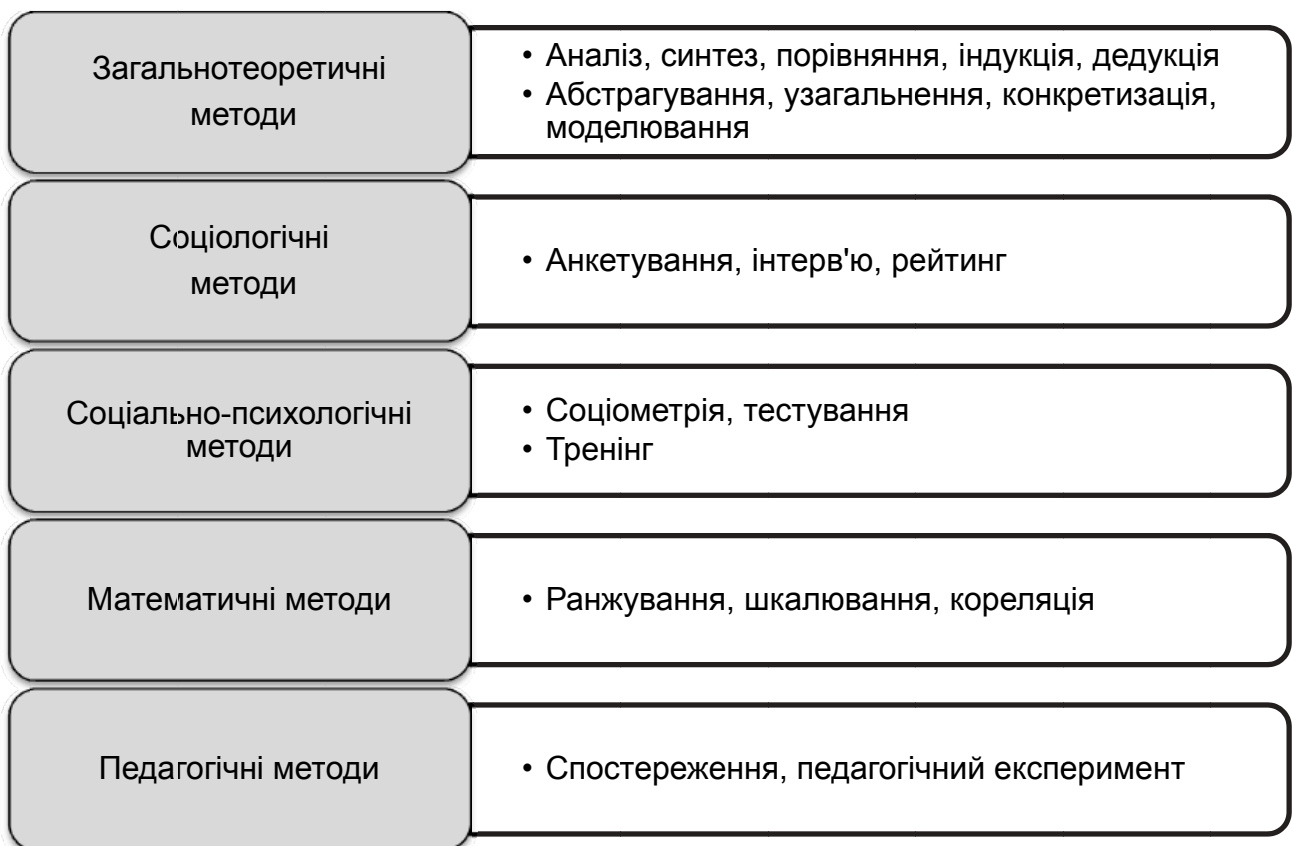 Загальнотеоретичні
методи
• Аналіз, синтез, порівняння, індукція, дедукція
• Абстрагування, узагальнення, конкретизація,
моделювання
Соціологічні
методи
• Анкетування, інтерв'ю, рейтинг
Соціально-психологічні
методи
• Соціометрія, тестування
• Тренінг
Математичні методи
• Ранжування, шкалювання, кореляція
Педагогічні методи
• Спостереження, педагогічний експеримент